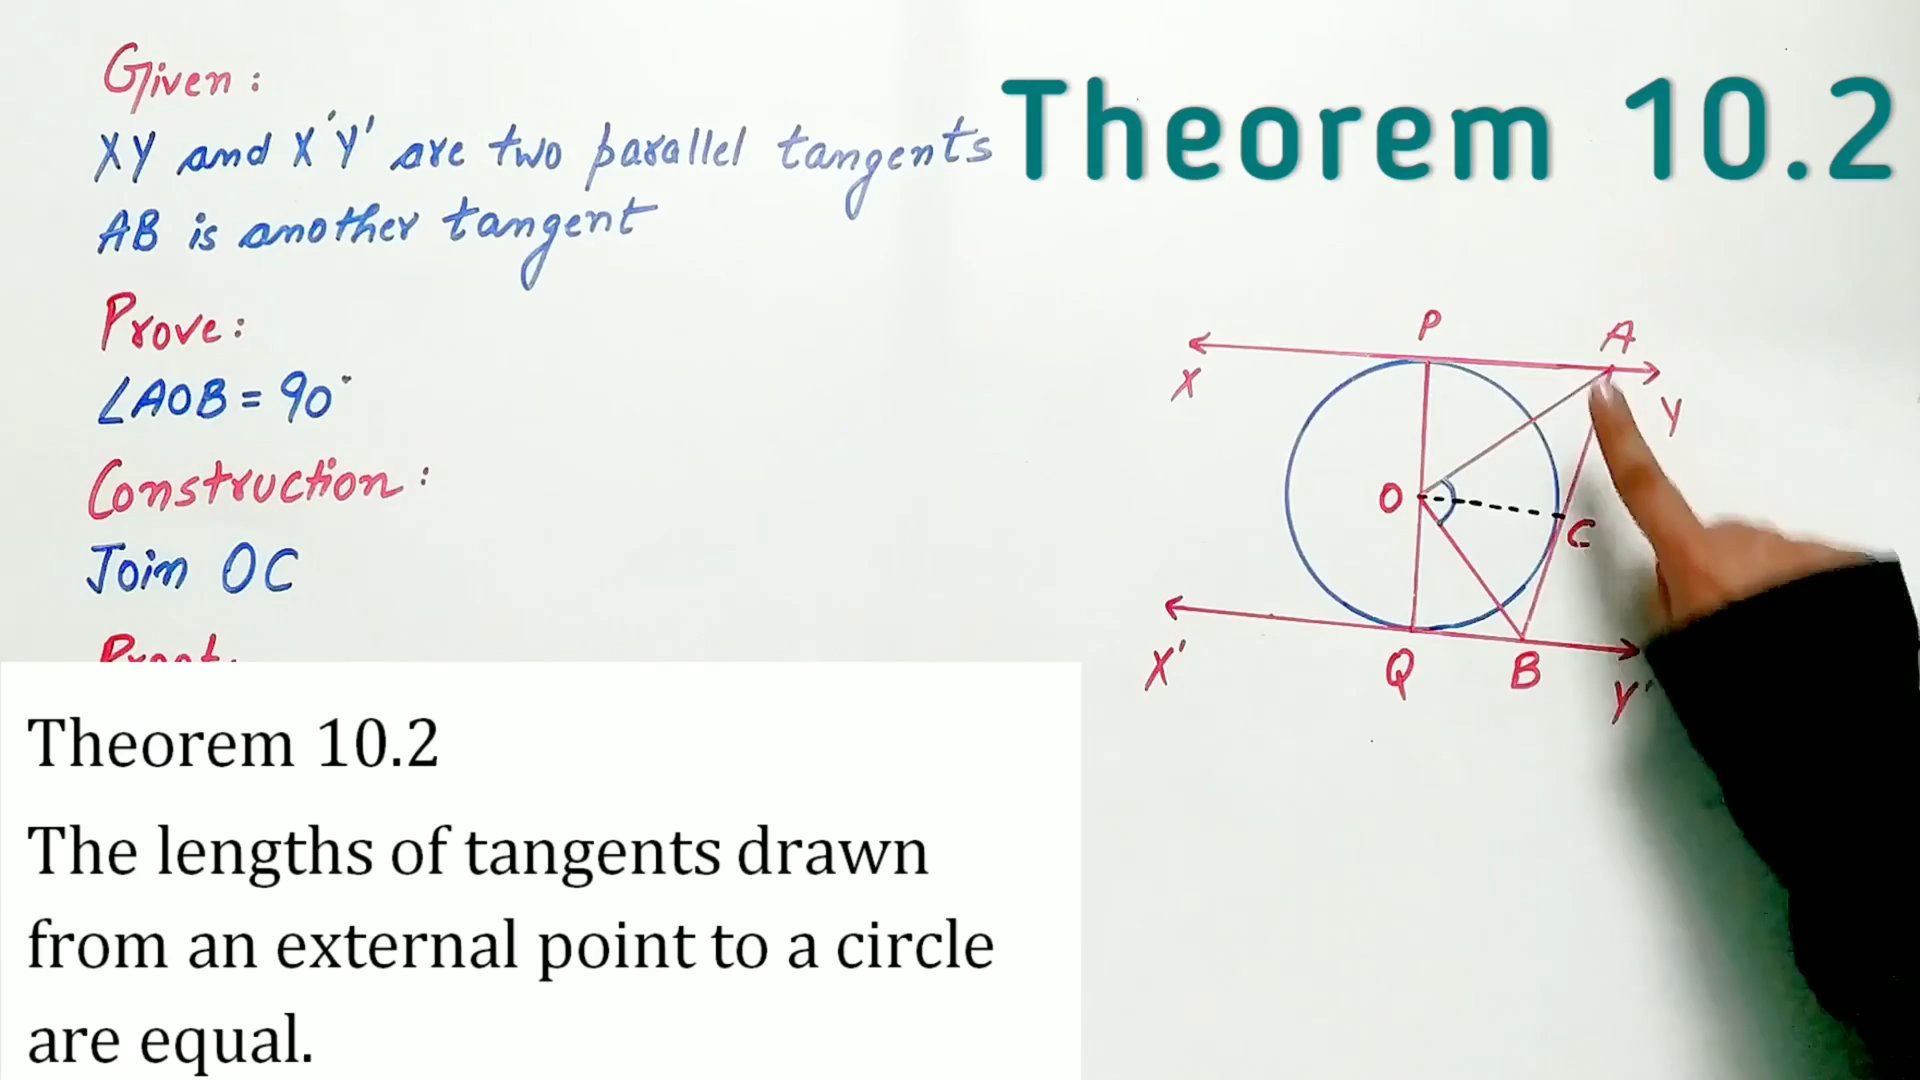 Given :
XY and X'Y' are two parallel tangents
AB is another tangent
Prove :
∠AOB = 90°
Construction :
Join OC
Proof:
Theorem 10.2
P
A
X
Y
O
C
X'
Q
B
Y'
Theorem 10.2
The lengths of tangents drawn
from an external point to a circle
are equal.